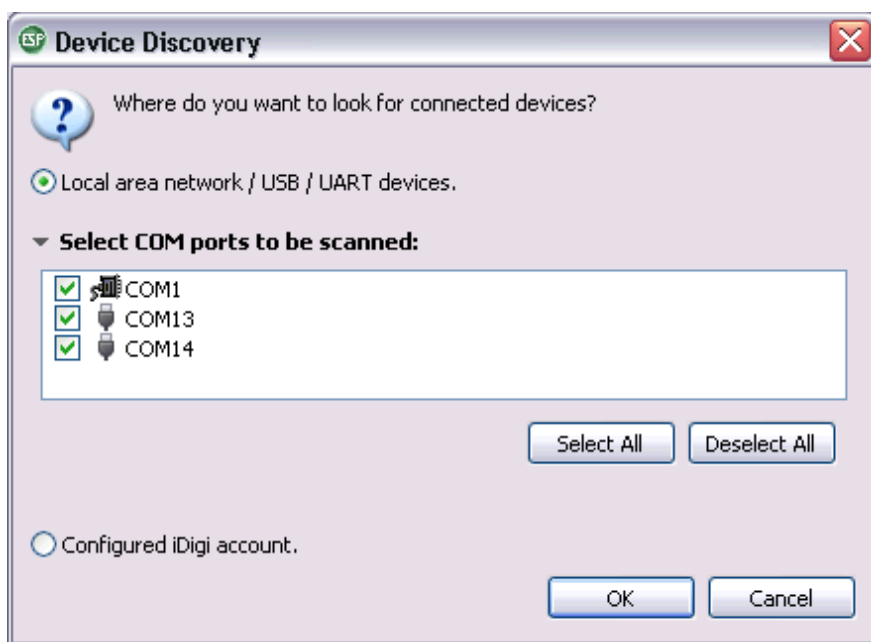 ESP Device Discovery
Where do you want to look for connected devices?
Local area network / USB / UART devices.
Select COM ports to be scanned:
COM1
COM13
COM14
Select All Deselect All
Configured iDigi account.
OK Cancel